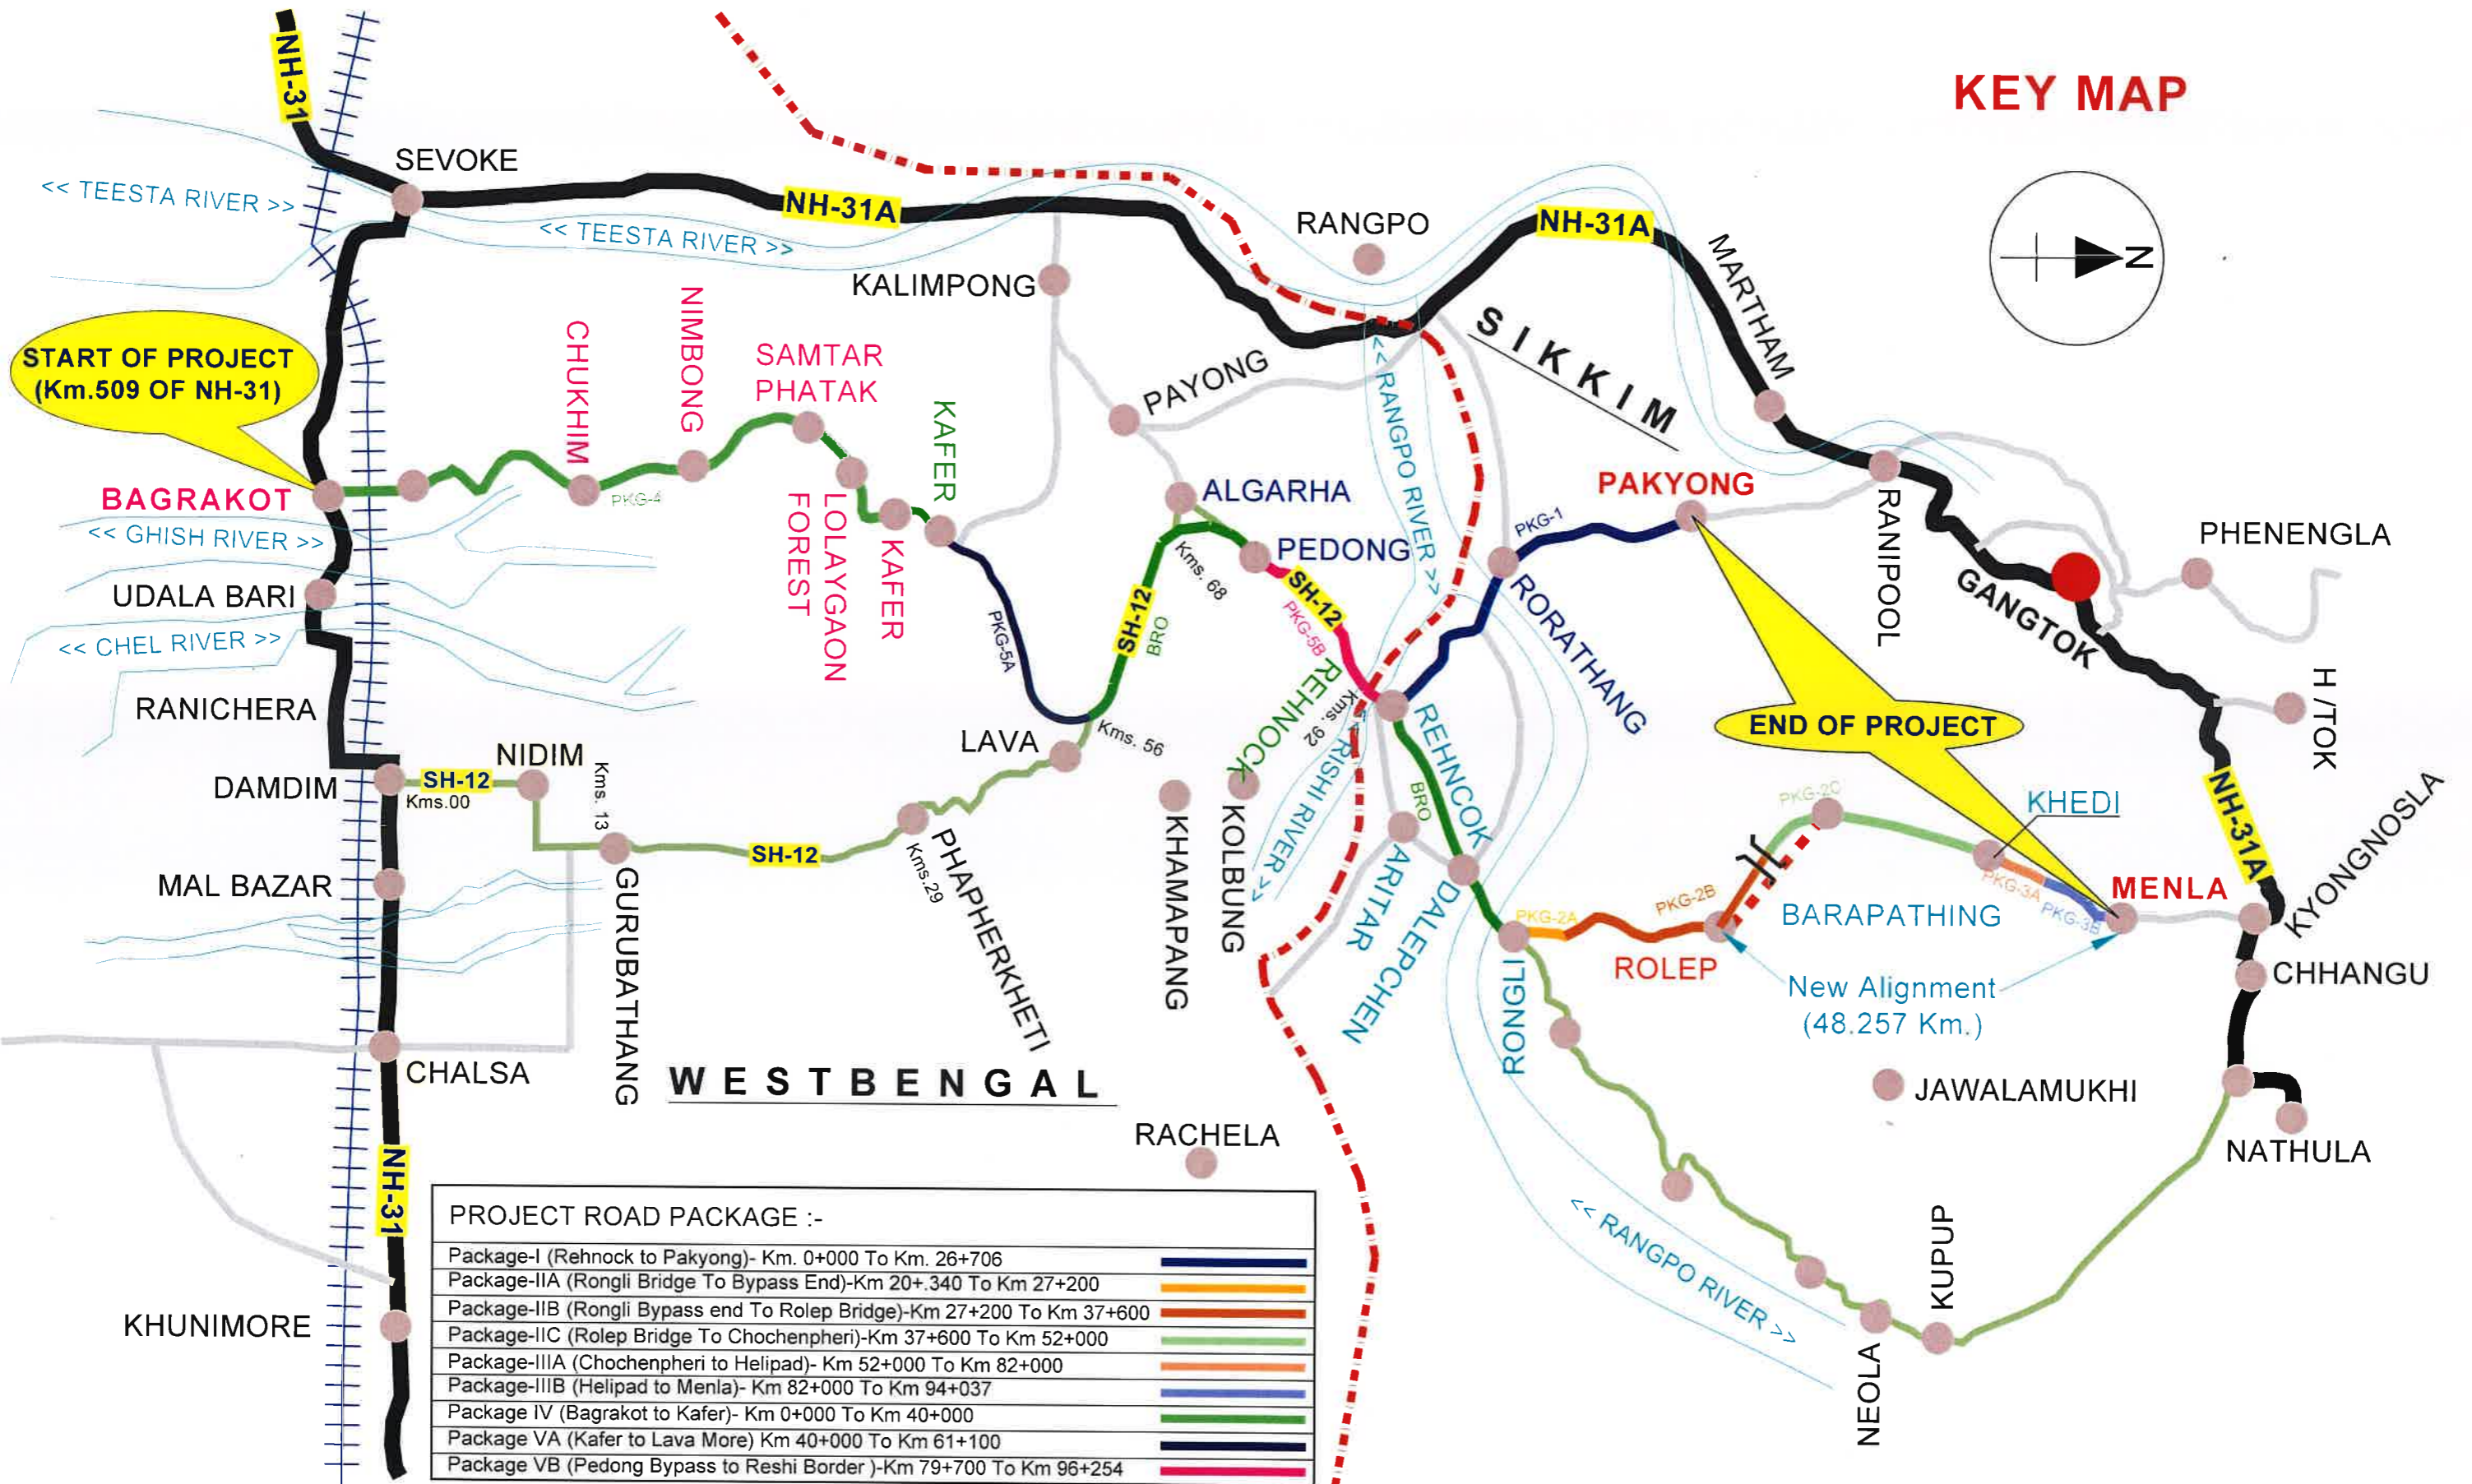 KEY MAP
N
NH-31
SEVOKE
<< TEESTA RIVER >>
NH-31A
<< TEESTA RIVER >>
RANGPO
NH-31A
MARTHAM
KALIMPONG
START OF PROJECT
(Km.509 OF NH-31)
CHUKHIM
NIMBONG
SAMTAR
PHATAK
KAFER
PAYONG
<< RANGPO RIVER >>
SIKKIM
BAGRAKOT
PKG-4
LOLAYGAON
FOREST
KAFER
ALGARHA
PEDONG
PAKYONG
PKG-1
RANIPOOL
PHENENGLA
<< GHISH RIVER >>
UDALA BARI
<< CHEL RIVER >>
PKG-5A
SH-12
BRO
Kms. 68
SH-12
PKG-5B
REHNOCK
Kms. 92
RORATHANG
GANGTOK
H/TOK
RANICHERA
LAVA
Kms. 56
REHNCOK
BRO
END OF PROJECT
DAMDIM
SH-12
Kms.00
NIDIM
Kms. 13
GURUBATHANG
SH-12
PHAPHERKHETI
Kms.29
KHAMAPANG
KOLBUNG
<< RISHI RIVER >>
ARITAR
DALEPCHEN
PKG-2C
KHEDI
NH-31A
KYONGNOSLA
MAL BAZAR
PKG-2A
PKG-2B
ROLEP
BARAPATHING
PKG-3A
PKG-3B
MENLA
RONGLI
New Alignment
(48.257 Km.)
CHHANGU
CHALSA
WESTBENGAL
JAWALAMUKHI
NATHULA
RACHELA
NH-31
KHUNIMORE
<< RANGPO RIVER >>
NEOLA
KUPUP
PROJECT ROAD PACKAGE :-
Package-I (Rehnock to Pakyong)- Km. 0+000 To Km. 26+706
Package-IIA (Rongli Bridge To Bypass End)-Km 20+.340 To Km 27+200
Package-IIB (Rongli Bypass end To Rolep Bridge)-Km 27+200 To Km 37+600
Package-IIC (Rolep Bridge To Chochenpheri)-Km 37+600 To Km 52+000
Package-IIIA (Chochenpheri to Helipad)- Km 52+000 To Km 82+000
Package-IIIB (Helipad to Menla)- Km 82+000 To Km 94+037
Package IV (Bagrakot to Kafer)- Km 0+000 To Km 40+000
Package VA (Kafer to Lava More) Km 40+000 To Km 61+100
Package VB (Pedong Bypass to Reshi Border )-Km 79+700 To Km 96+254